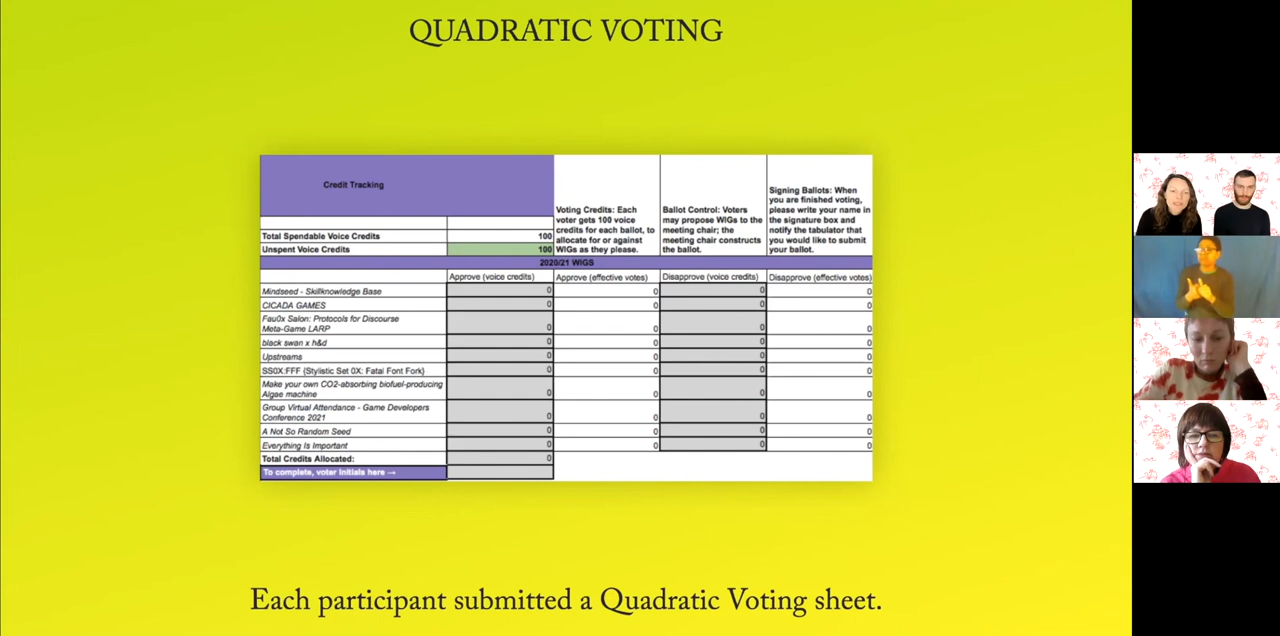 QUADRATIC VOTING
Credit Tracking
Total Spendable Voice Credits 100
Unspent Voice Credits 100
Voting Credits: Each
voter gets 100 voice
credits for each ballot, to
allocate for or against
WIGs as they please.
Ballot Control: Voters
may propose WIGs to the
meeting chair; the
meeting chair constructs
the ballot.
Signing Ballots: When
you are finished voting,
please write your name in
the signature box and
notify the tabulator that
you would like to submit
your ballot.
2020/21 WIGS
Approve (voice credits) Approve (effective votes) Disapprove (voice credits) Disapprove (effective votes)
Mindseed - Skillknowledge Base 0 0 0 0
CICADA GAMES 0 0 0 0
Fau0x Salon: Protocols for Discourse
Meta-Game LARP 0 0 0 0
black swan x h&d 0 0 0 0
Upstreams 0 0 0 0
SS0X:FFF {Stylistic Set 0X: Fatal Font Fork} 0 0 0 0
Make your own CO2-absorbing biofuel-producing
Algae machine 0 0 0 0
Group Virtual Attendance - Game Developers
Conference 2021 0 0 0 0
A Not So Random Seed 0 0 0 0
Everything Is Important 0 0 0 0
Total Credits Allocated: 0
To complete, voter initials here →
Each participant submitted a Quadratic Voting sheet.